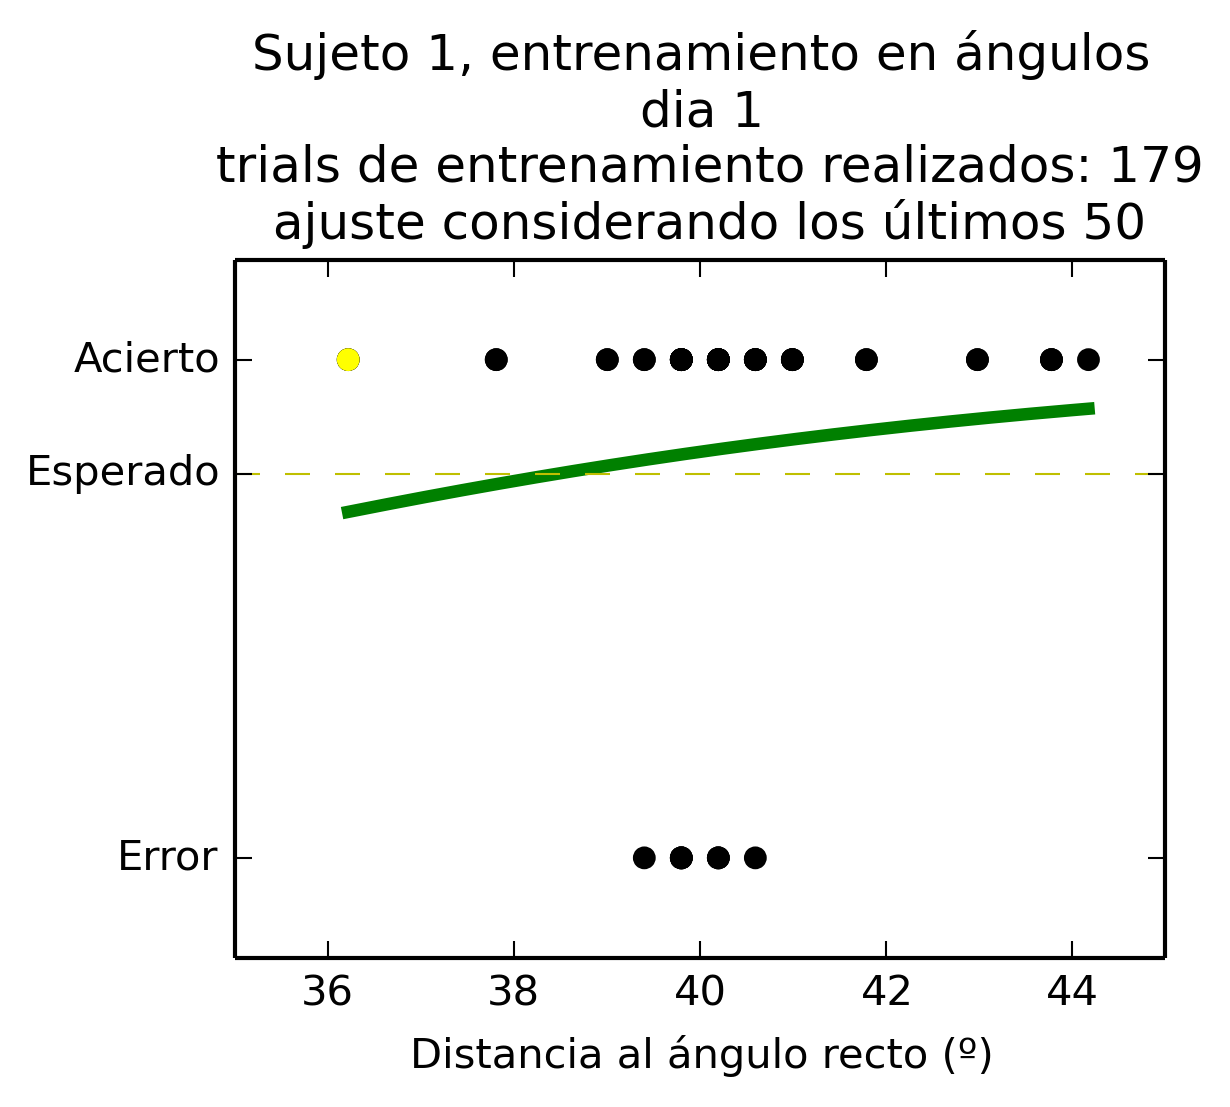 Sujeto 1, entrenamiento en ángulos
dia 1
trials de entrenamiento realizados: 179
ajuste considerando los últimos 50
Acierto
Esperado
Error
36 38 40 42 44
Distancia al ángulo recto (º)